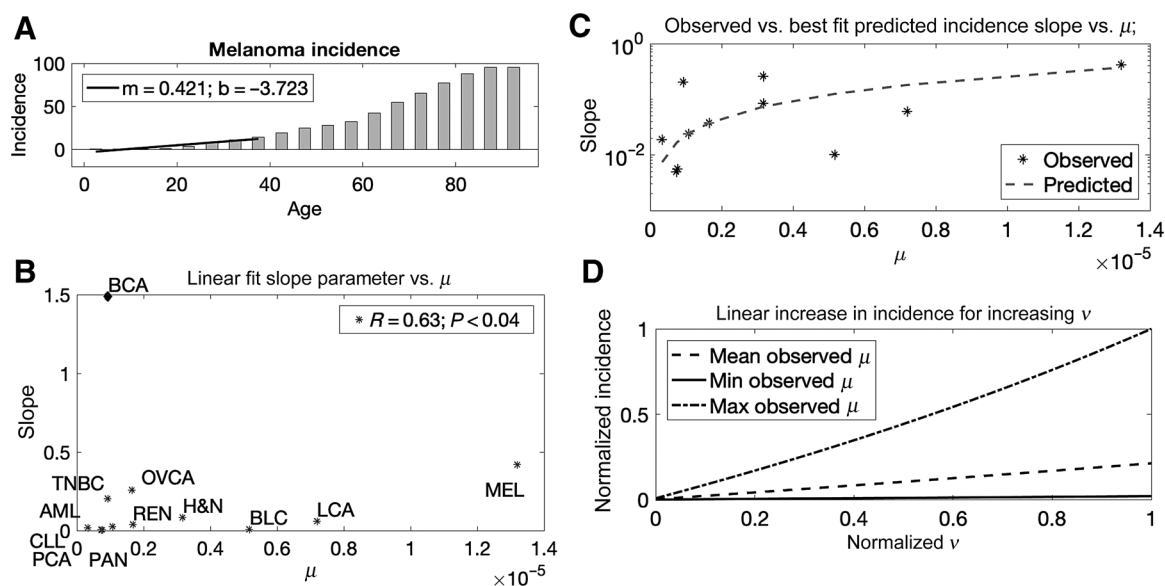 A
Melanoma incidence
100
50
0
Incidence
m = 0.421; b = −3.723
0 20 40 60 80
Age
B
Linear fit slope parameter vs. μ
BCA
1.5
1
0.5
0
Slope
* R = 0.63; P < 0.04
TNBC
OVCA
AML
REN
H&N
BLC
LCA
MEL
CLL
PCA
PAN
0.2 0.4 0.6 0.8 1 1.2 1.4
μ
×10⁻⁵
C
Observed vs. best fit predicted incidence slope vs. μ;
10⁰
10⁻²
Slope
* Observed
Predicted
0 0.2 0.4 0.6 0.8 1 1.2 1.4
μ
×10⁻⁵
D
Linear increase in incidence for increasing ν
1
0.5
0
Normalized incidence
Mean observed μ
Min observed μ
Max observed μ
0 0.2 0.4 0.6 0.8 1
Normalized ν